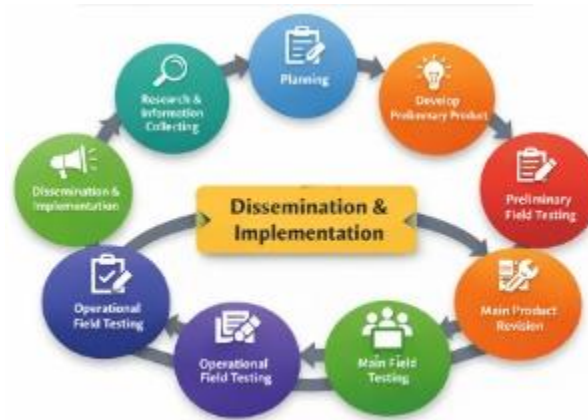 Research &
Information
Collecting
Planning
Develop
Preliminary Product
Preliminary
Field Testing
Main Product
Revision
Main Field
Testing
Operational
Field Testing
Operational
Field Testing
Dissemination &
Implementation
Dissemination &
Implementation